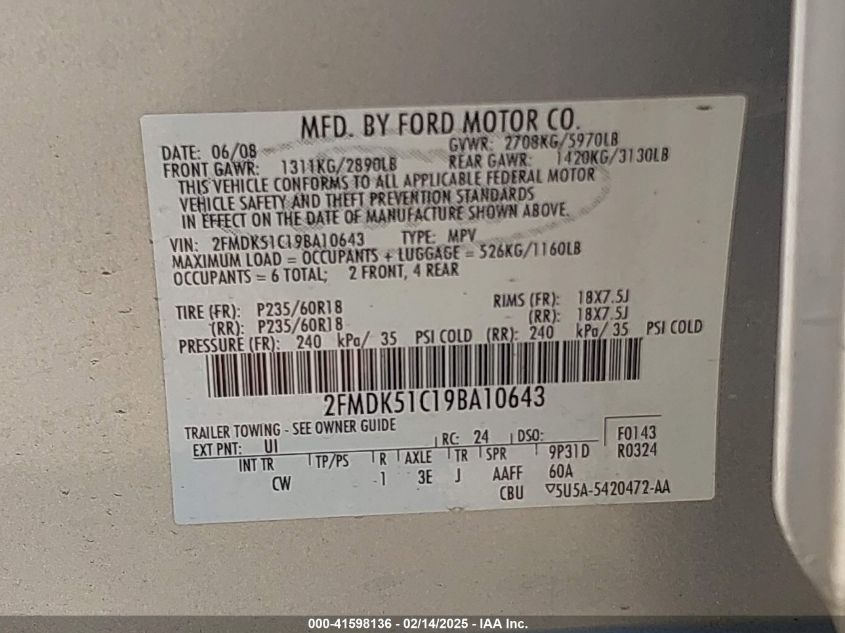 MFD. BY FORD MOTOR CO.
DATE: 06/08 GVWR: 2708KG/5970LB
FRONT GAWR: 1311KG/2890LB REAR GAWR: 1420KG/3130LB
THIS VEHICLE CONFORMS TO ALL APPLICABLE FEDERAL MOTOR
VEHICLE SAFETY AND THEFT PREVENTION STANDARDS
IN EFFECT ON THE DATE OF MANUFACTURE SHOWN ABOVE.
VIN: 2FMDK51C19BA10643 TYPE: MPV
MAXIMUM LOAD = OCCUPANTS + LUGGAGE = 526KG/1160LB
OCCUPANTS = 6 TOTAL; 2 FRONT, 4 REAR
TIRE (FR): P235/60R18 RIMS (FR): 18X7.5J
(RR): P235/60R18 (RR): 18X7.5J
PRESSURE (FR): 240 kPa/ 35 PSI COLD (RR): 240 kPa/ 35 PSI COLD
2FMDK51C19BA10643
TRAILER TOWING - SEE OWNER GUIDE
EXT PNT: UI RC: 24 DSO: F0143
INT TR TP/PS R AXLE TR SPR 9P31D R0324
CW 1 3E J AAFF 60A
CBU ▽5U5A-5420472-AA
000-41598136 - 02/14/2025 - IAA Inc.